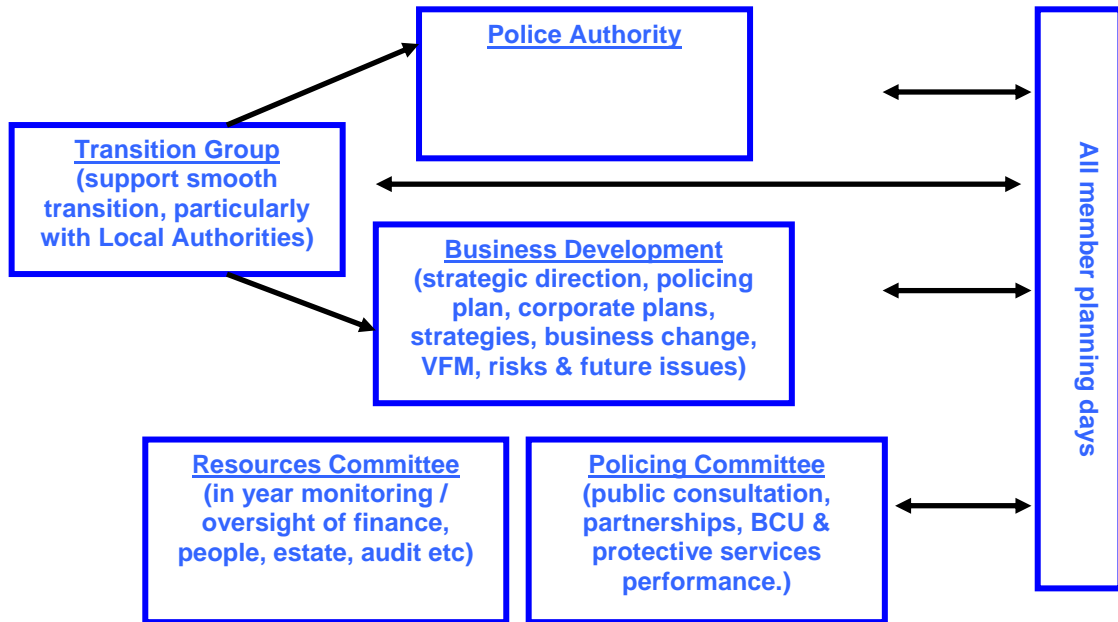 Police Authority
Transition Group
(support smooth
transition, particularly
with Local Authorities)
Business Development
(strategic direction, policing
plan, corporate plans,
strategies, business change,
VFM, risks & future issues)
Resources Committee
(in year monitoring /
oversight of finance,
people, estate, audit etc)
Policing Committee
(public consultation,
partnerships, BCU &
protective services
performance.)
All member planning days